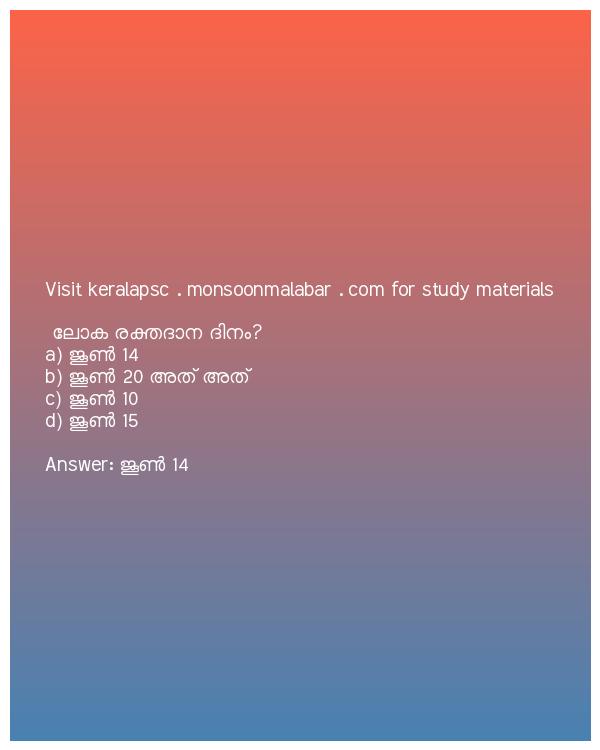 Visit keralapsc . monsoonmalabar . com for study materials
ലോക രക്തദാന ദിനം?
a) ജൂൺ 14
b) ജൂൺ 20 അത് അത്
c) ജൂൺ 10
d) ജൂൺ 15
Answer: ജൂൺ 14